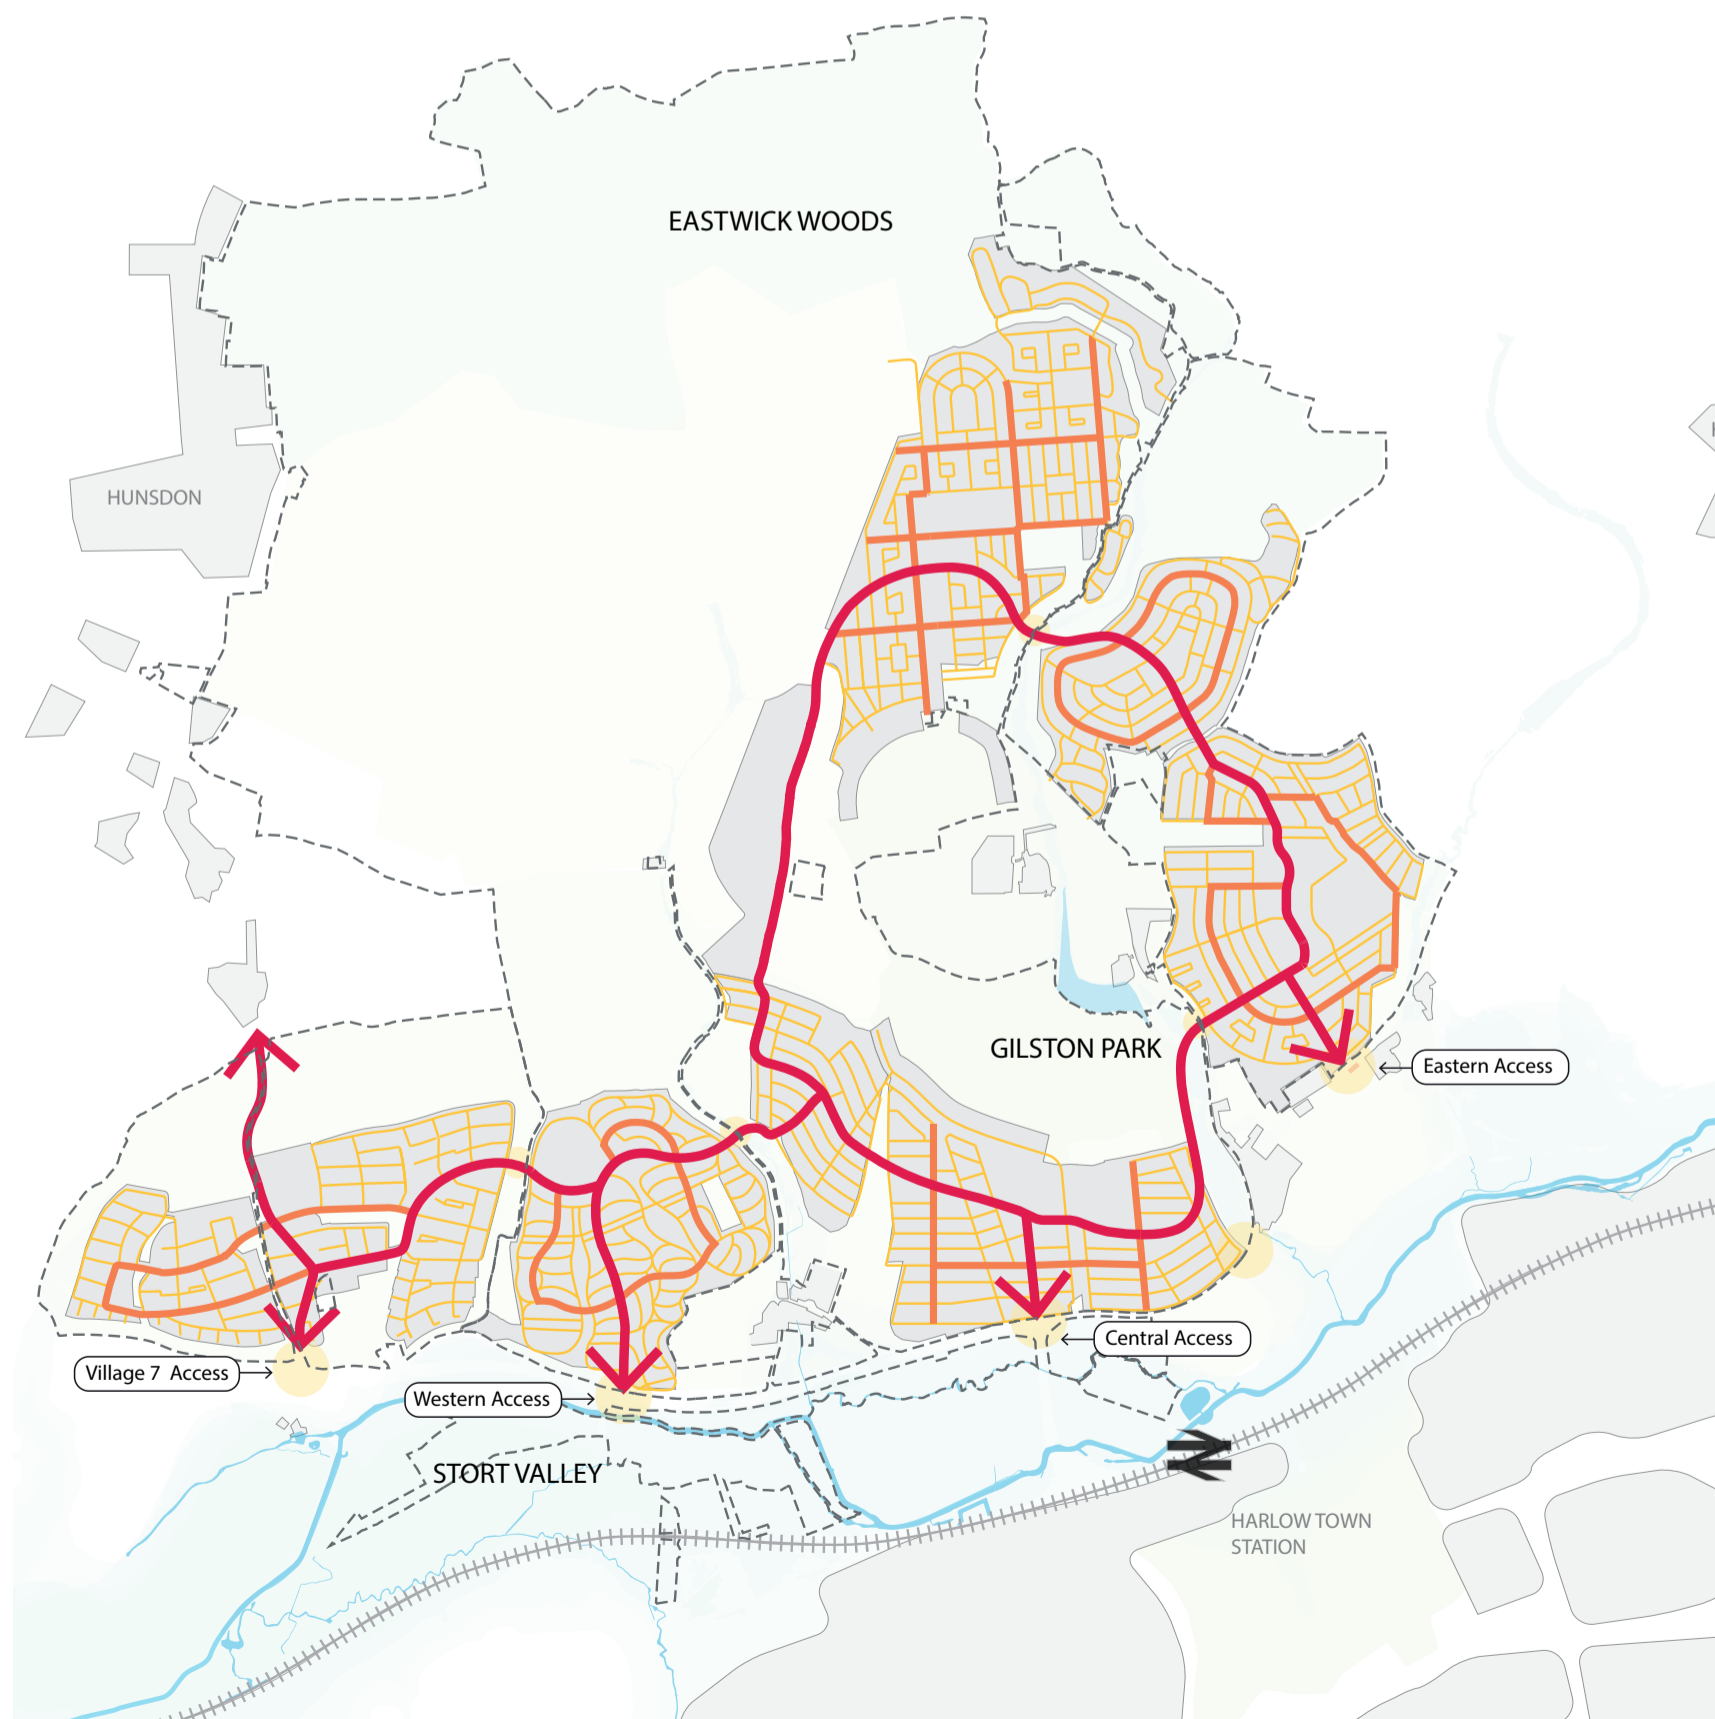 EASTWICK WOODS
HUNSDON
GILSTON PARK
Eastern Access
Central Access
Village 7 Access
Western Access
STORT VALLEY
HARLOW TOWN
STATION